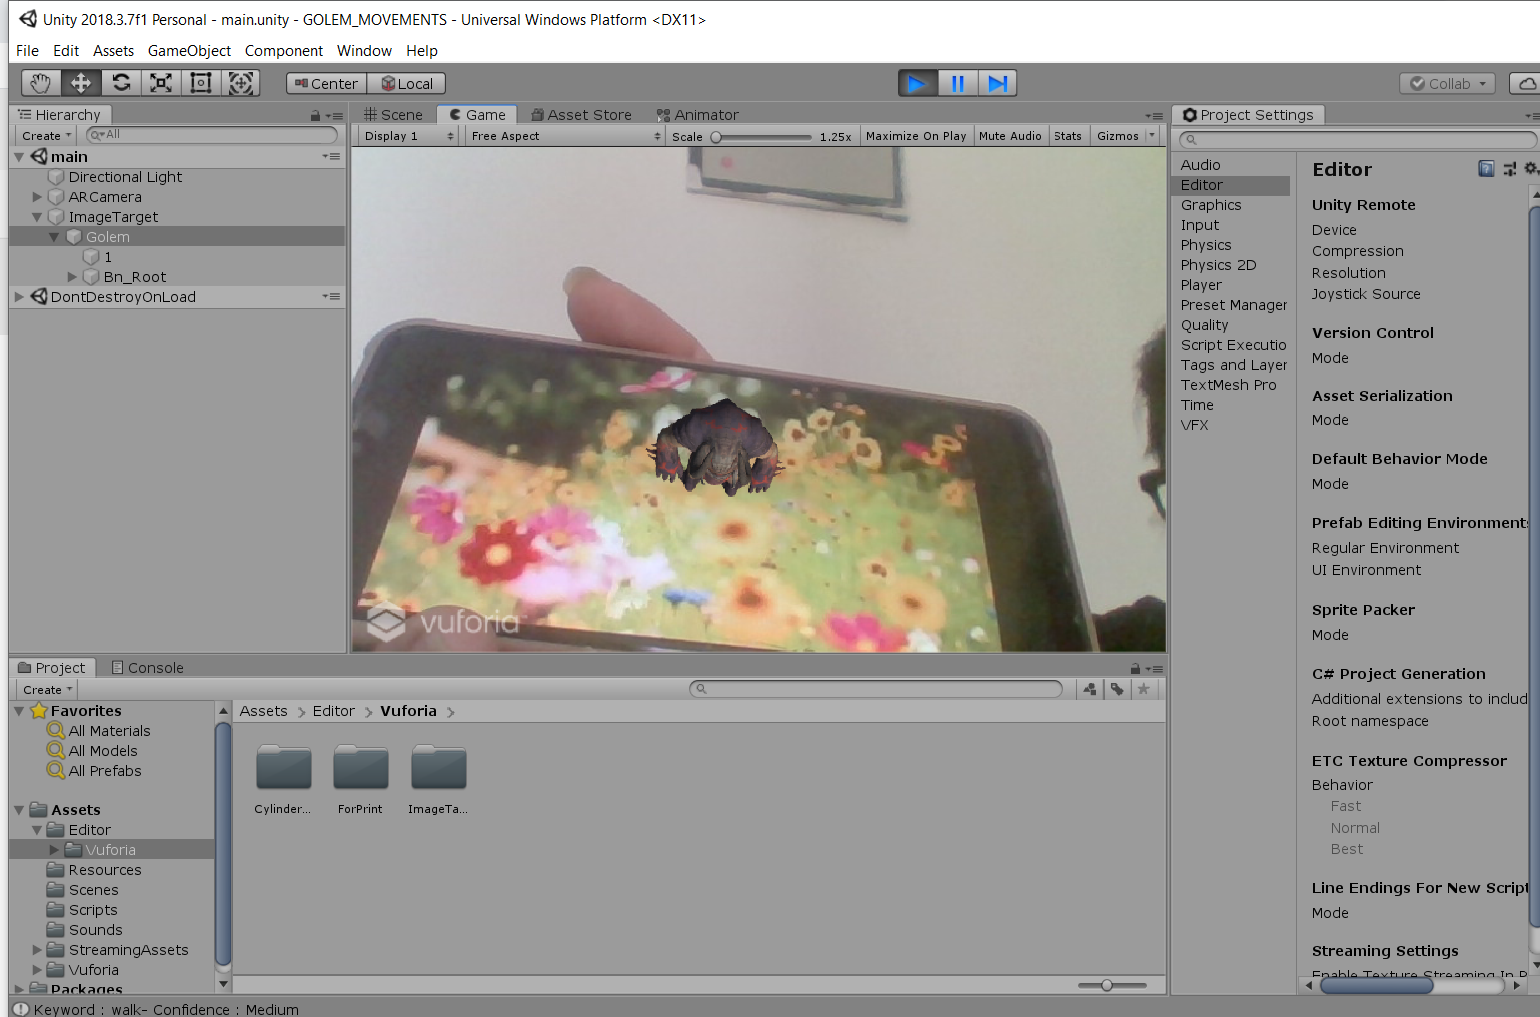 Unity 2018.3.7f1 Personal - main.unity - GOLEM_MOVEMENTS - Universal Windows Platform <DX11>
File Edit Assets GameObject Component Window Help
Center Local Collab
Hierarchy
Create All
main
Directional Light
ARCamera
ImageTarget
Golem
1
Bn_Root
DontDestroyOnLoad
Scene Game Asset Store Animator
Display 1 Free Aspect Scale 1.25x Maximize On Play Mute Audio Stats Gizmos
vuforia
Project Settings
Audio
Editor
Graphics
Input
Physics
Physics 2D
Player
Preset Manager
Quality
Script Executio
Tags and Layer
TextMesh Pro
Time
VFX
Editor
Unity Remote
Device
Compression
Resolution
Joystick Source
Version Control
Mode
Asset Serialization
Mode
Default Behavior Mode
Mode
Prefab Editing Environments
Regular Environment
UI Environment
Sprite Packer
Mode
C# Project Generation
Additional extensions to includ
Root namespace
ETC Texture Compressor
Behavior
Fast
Normal
Best
Line Endings For New Script
Mode
Streaming Settings
Enable Texture Streaming In P
Project Console
Create
Favorites
All Materials
All Models
All Prefabs
Assets
Editor
Vuforia
Resources
Scenes
Scripts
Sounds
StreamingAssets
Vuforia
Packages
Assets Editor Vuforia
Cylinder... ForPrint ImageTa...
Keyword : walk- Confidence : Medium